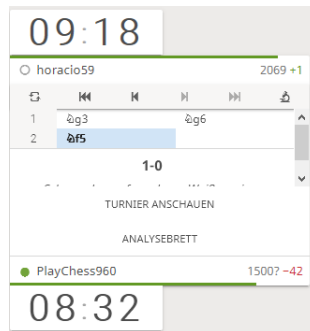 09:18
horacio59 2069 +1
1 ♘g3 ♘g6
2 ♘f5
1-0
TURNIER ANSCHAUEN
ANALYSEBRETT
PlayChess960 1500? −42
08:32